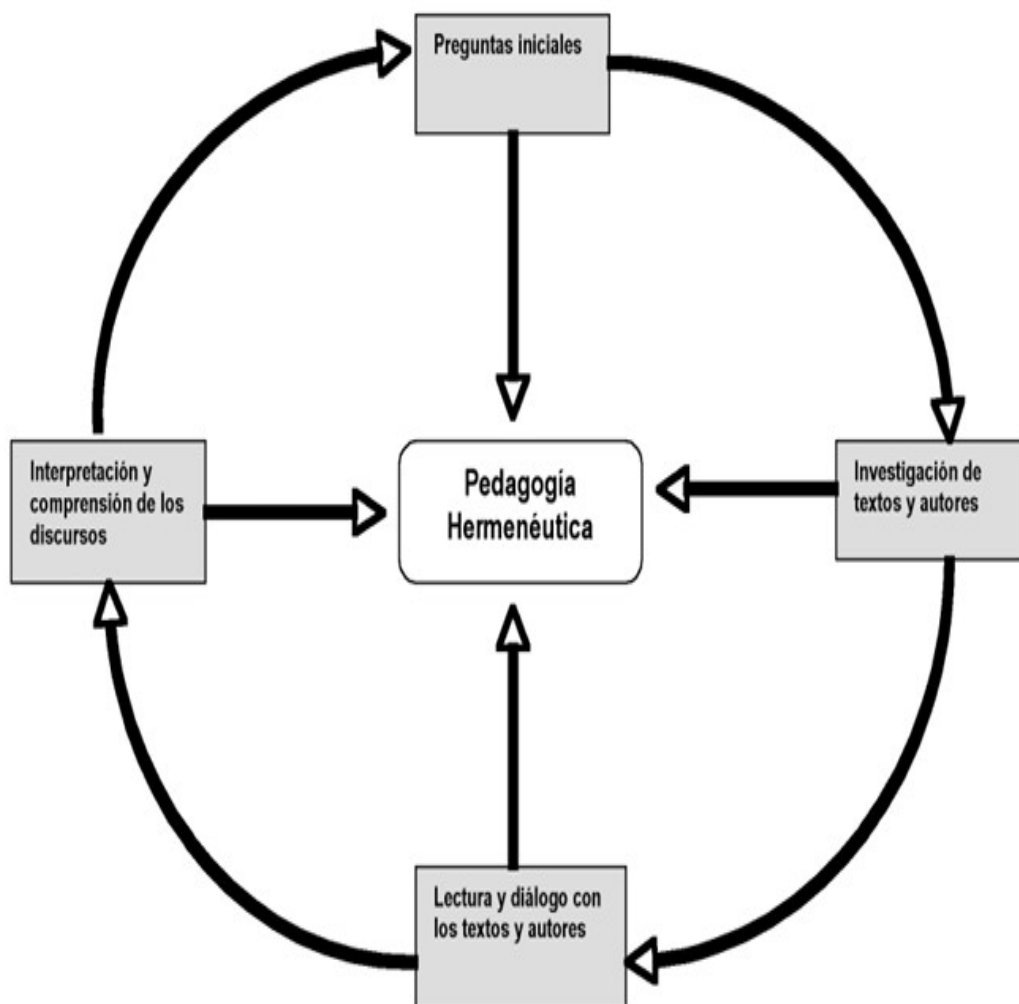 Preguntas iniciales
Interpretación y
comprensión de los
discursos
Pedagogía
Hermenéutica
Investigación de
textos y autores
Lectura y diálogo con
los textos y autores